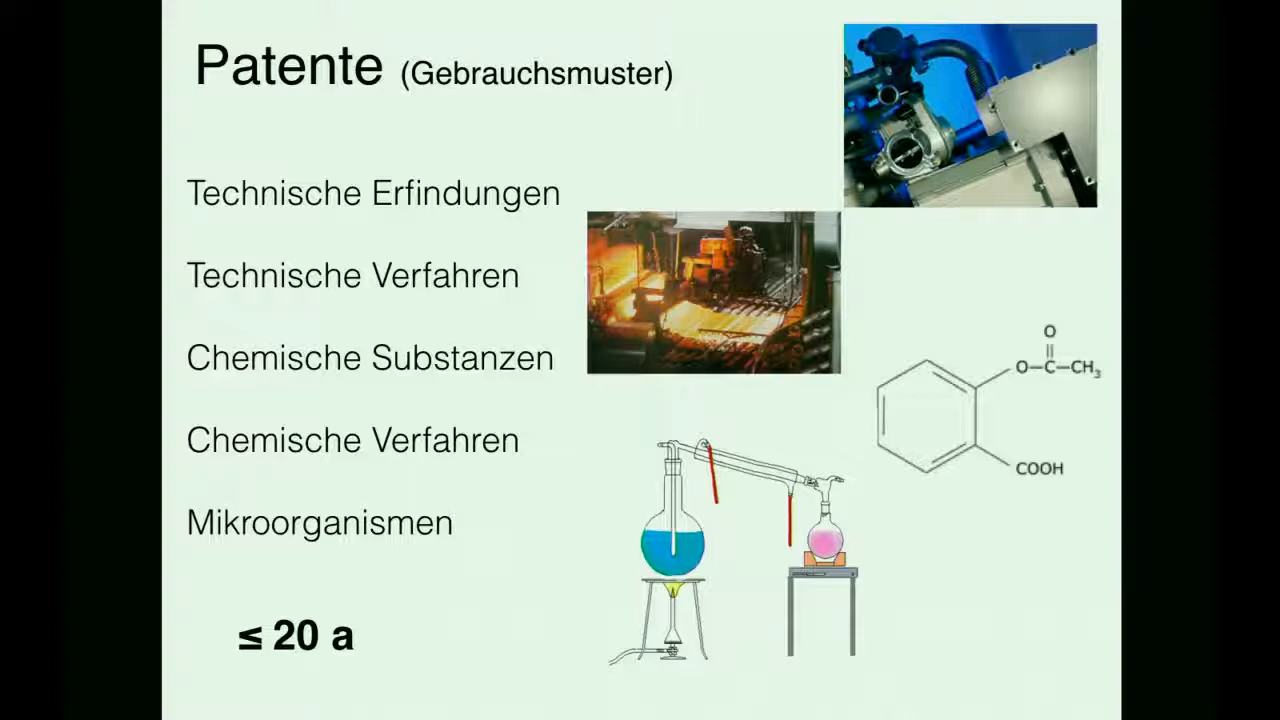 Patente (Gebrauchsmuster)
Technische Erfindungen
Technische Verfahren
Chemische Substanzen
Chemische Verfahren
Mikroorganismen
≤ 20 a
O
O–C–CH₃
COOH